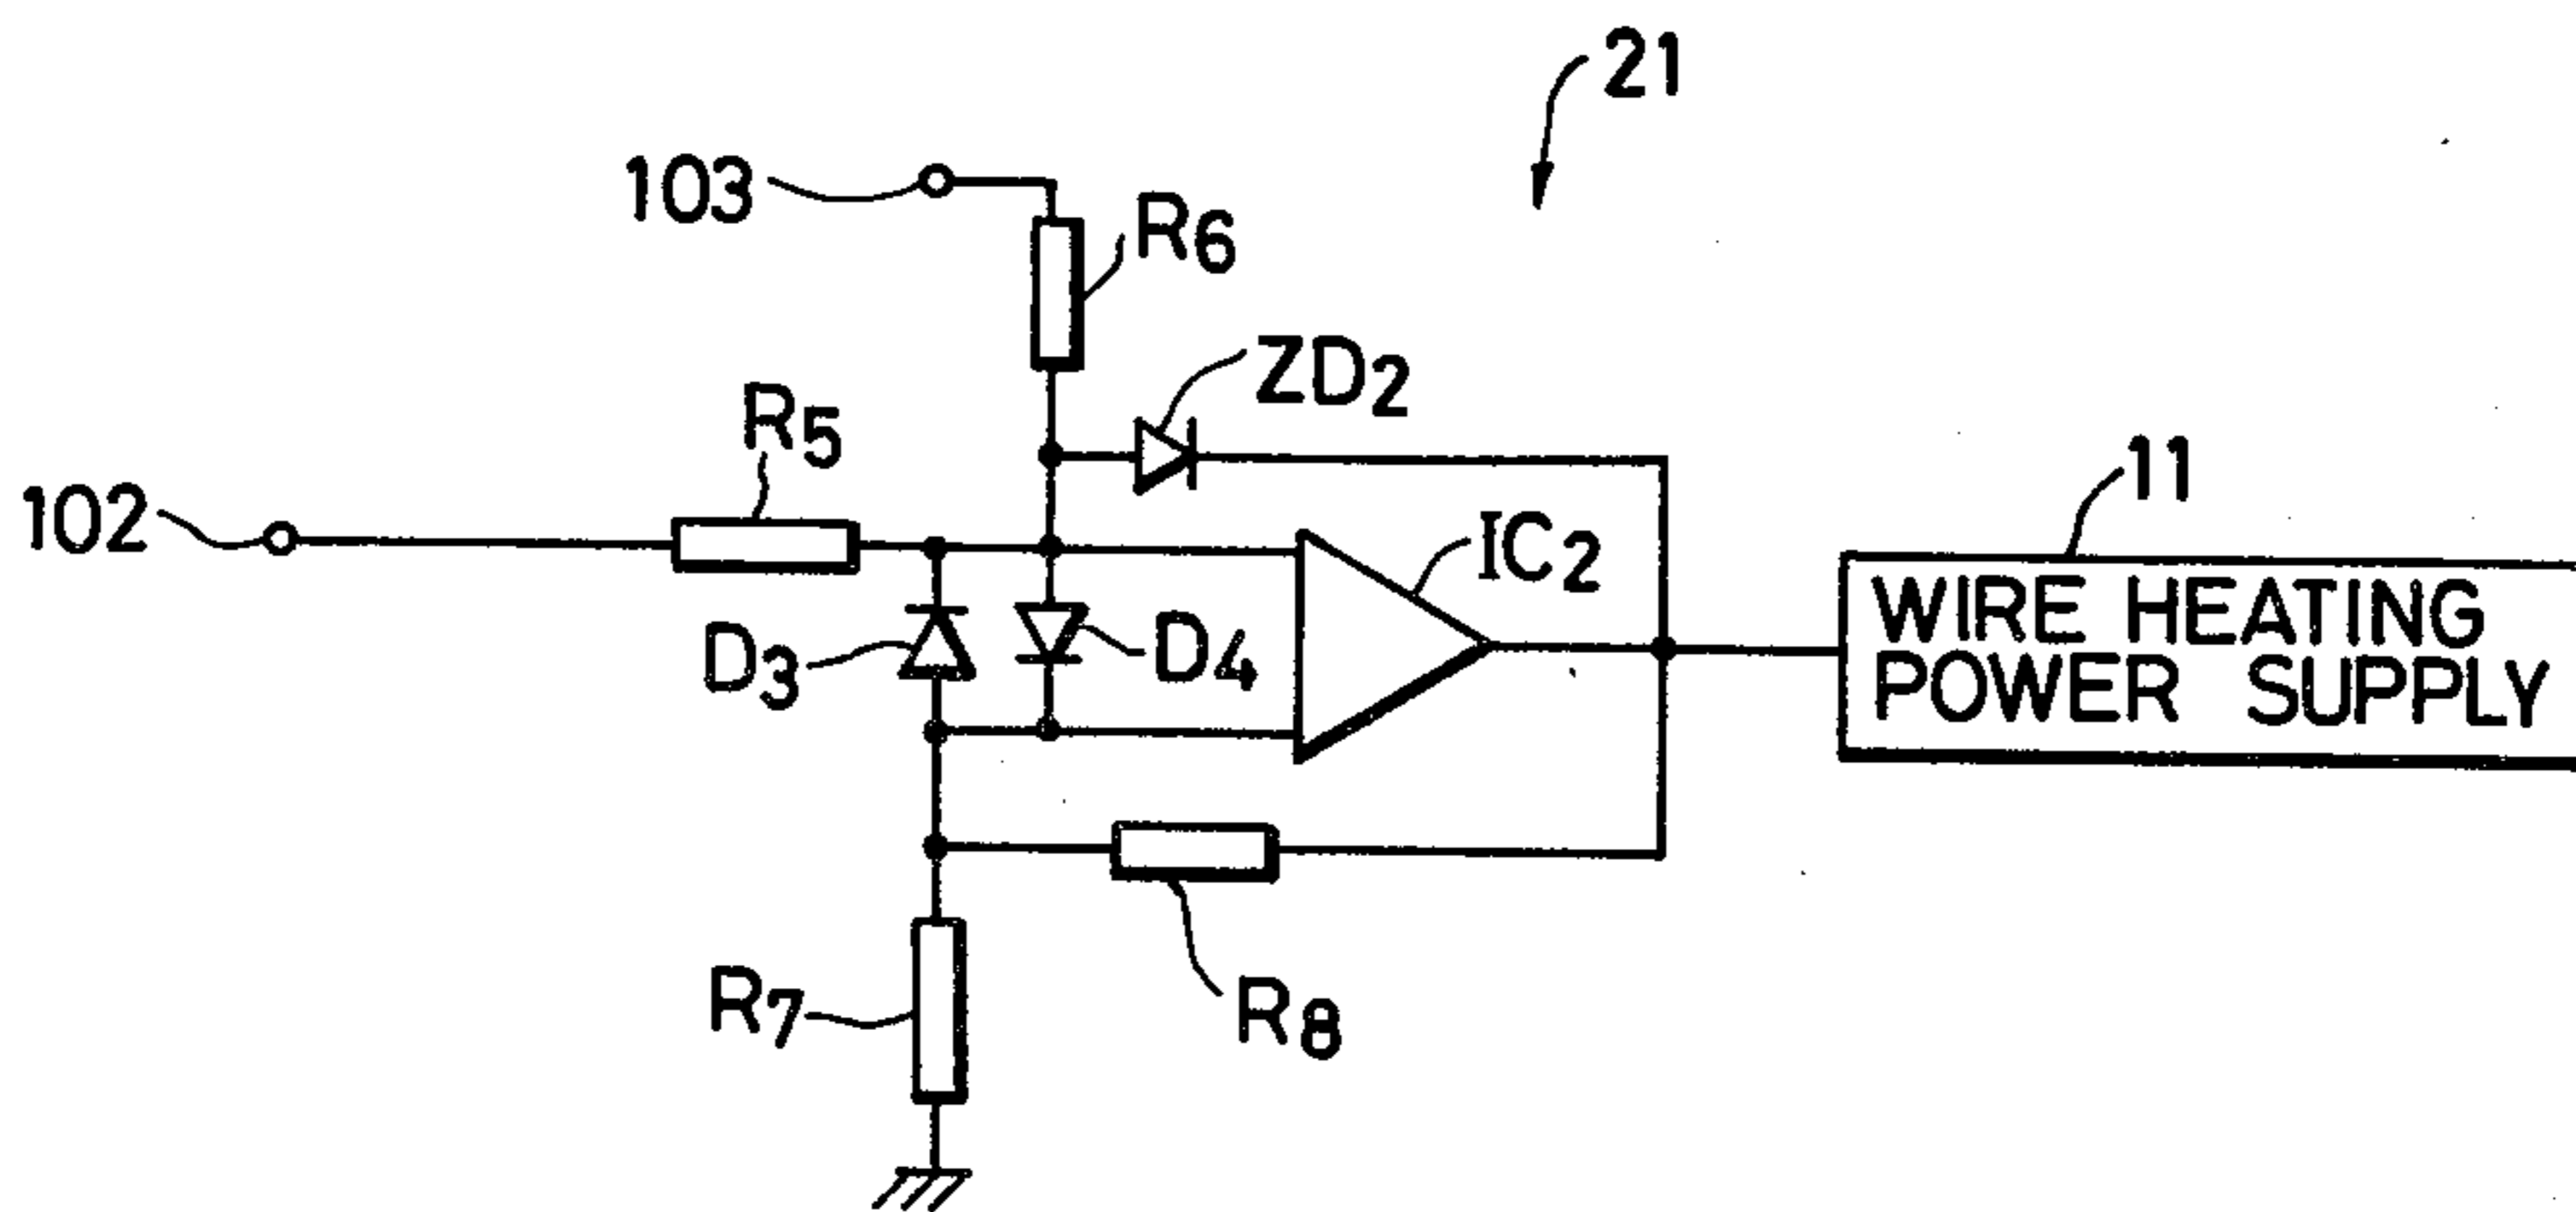 21
103
R6
ZD2
R5
11
102
IC2
WIRE HEATING
POWER SUPPLY
D3
D4
R7
R8